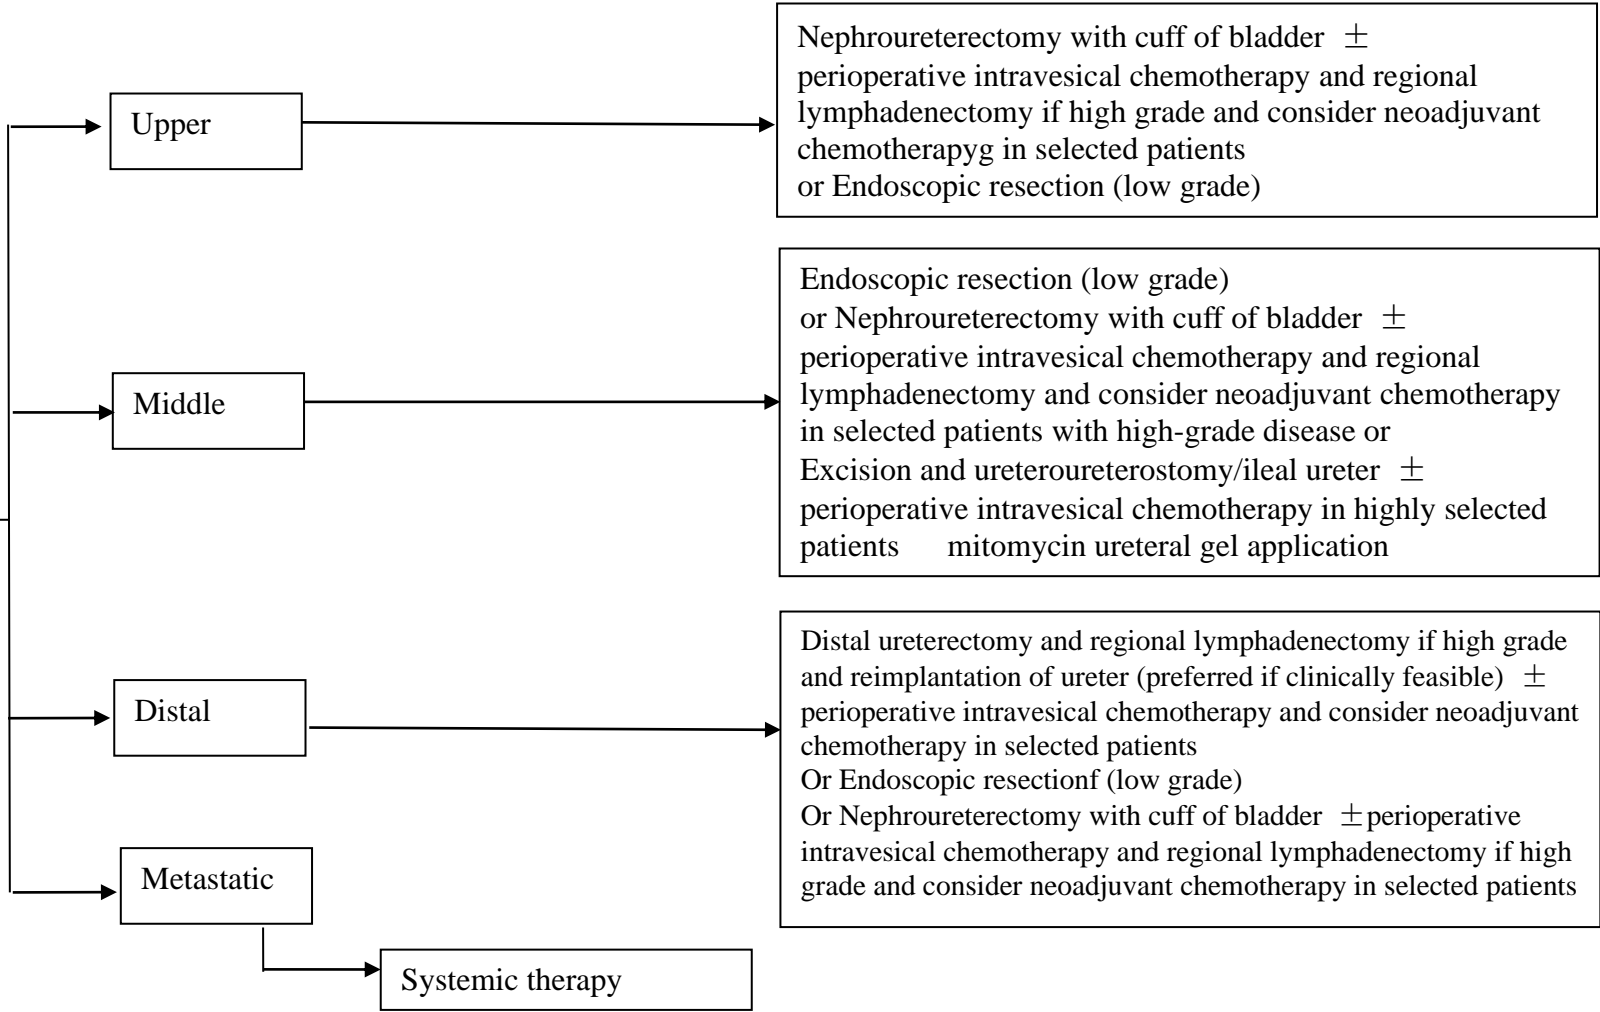 Upper
Nephroureterectomy with cuff of bladder ±
perioperative intravesical chemotherapy and regional
lymphadenectomy if high grade and consider neoadjuvant
chemotherapyg in selected patients
or Endoscopic resection (low grade)
Middle
Endoscopic resection (low grade)
or Nephroureterectomy with cuff of bladder ±
perioperative intravesical chemotherapy and regional
lymphadenectomy and consider neoadjuvant chemotherapy
in selected patients with high-grade disease or
Excision and ureteroureterostomy/ileal ureter ±
perioperative intravesical chemotherapy in highly selected
patients mitomycin ureteral gel application
Distal
Distal ureterectomy and regional lymphadenectomy if high grade
and reimplantation of ureter (preferred if clinically feasible) ±
perioperative intravesical chemotherapy and consider neoadjuvant
chemotherapy in selected patients
Or Endoscopic resectionf (low grade)
Or Nephroureterectomy with cuff of bladder ±perioperative
intravesical chemotherapy and regional lymphadenectomy if high
grade and consider neoadjuvant chemotherapy in selected patients
Metastatic
Systemic therapy